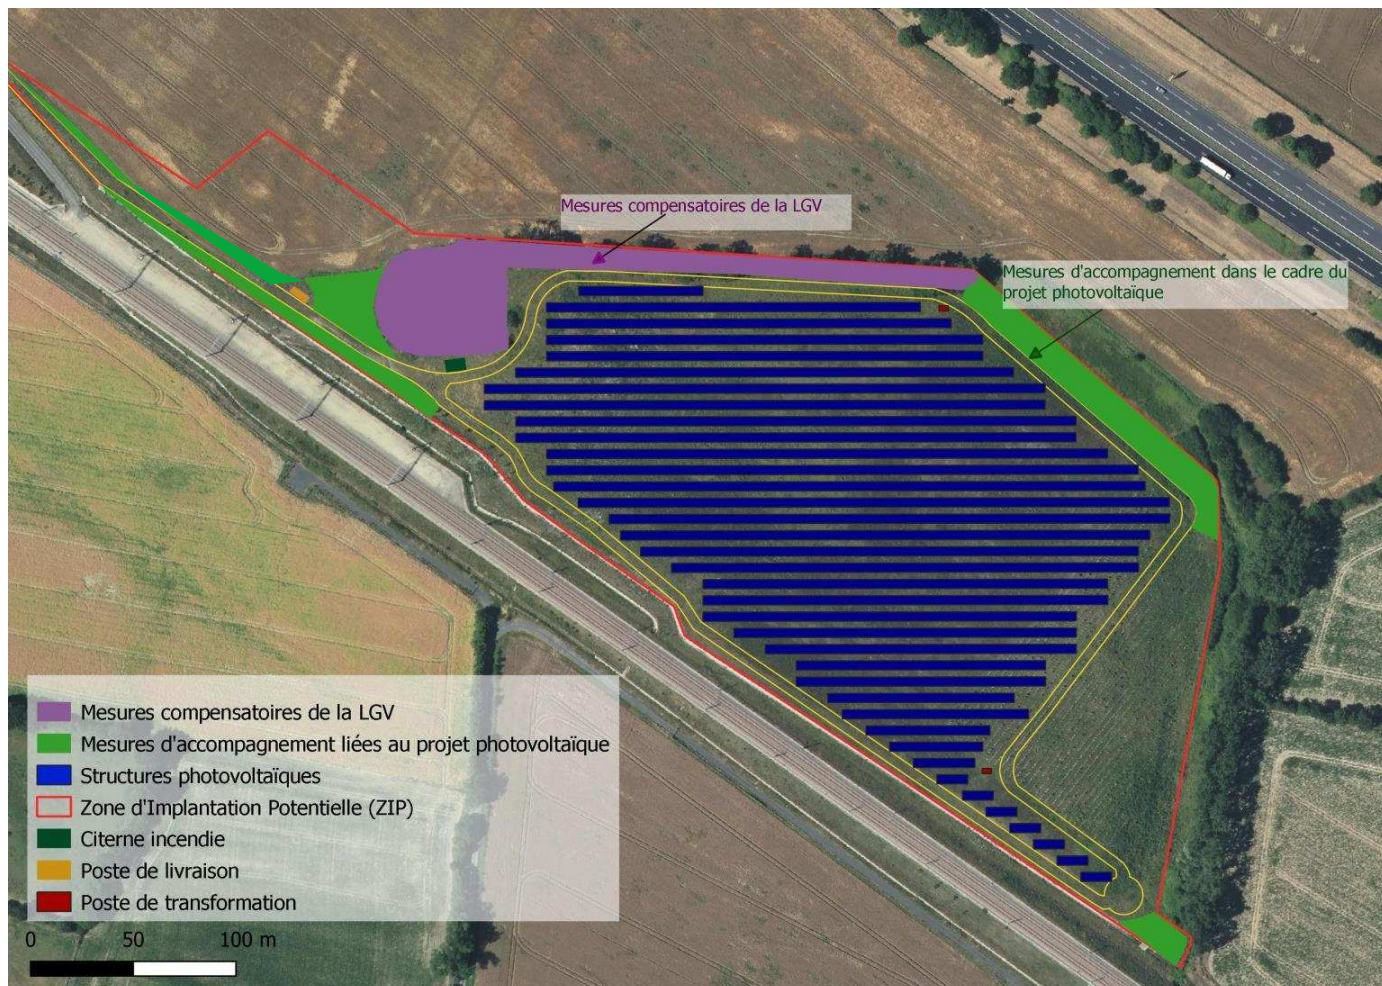 Mesures compensatoires de la LGV
Mesures d'accompagnement dans le cadre du
projet photovoltaïque
Mesures compensatoires de la LGV
Mesures d'accompagnement liées au projet photovoltaïque
Structures photovoltaïques
Zone d'Implantation Potentielle (ZIP)
Citerne incendie
Poste de livraison
Poste de transformation
0 50 100 m